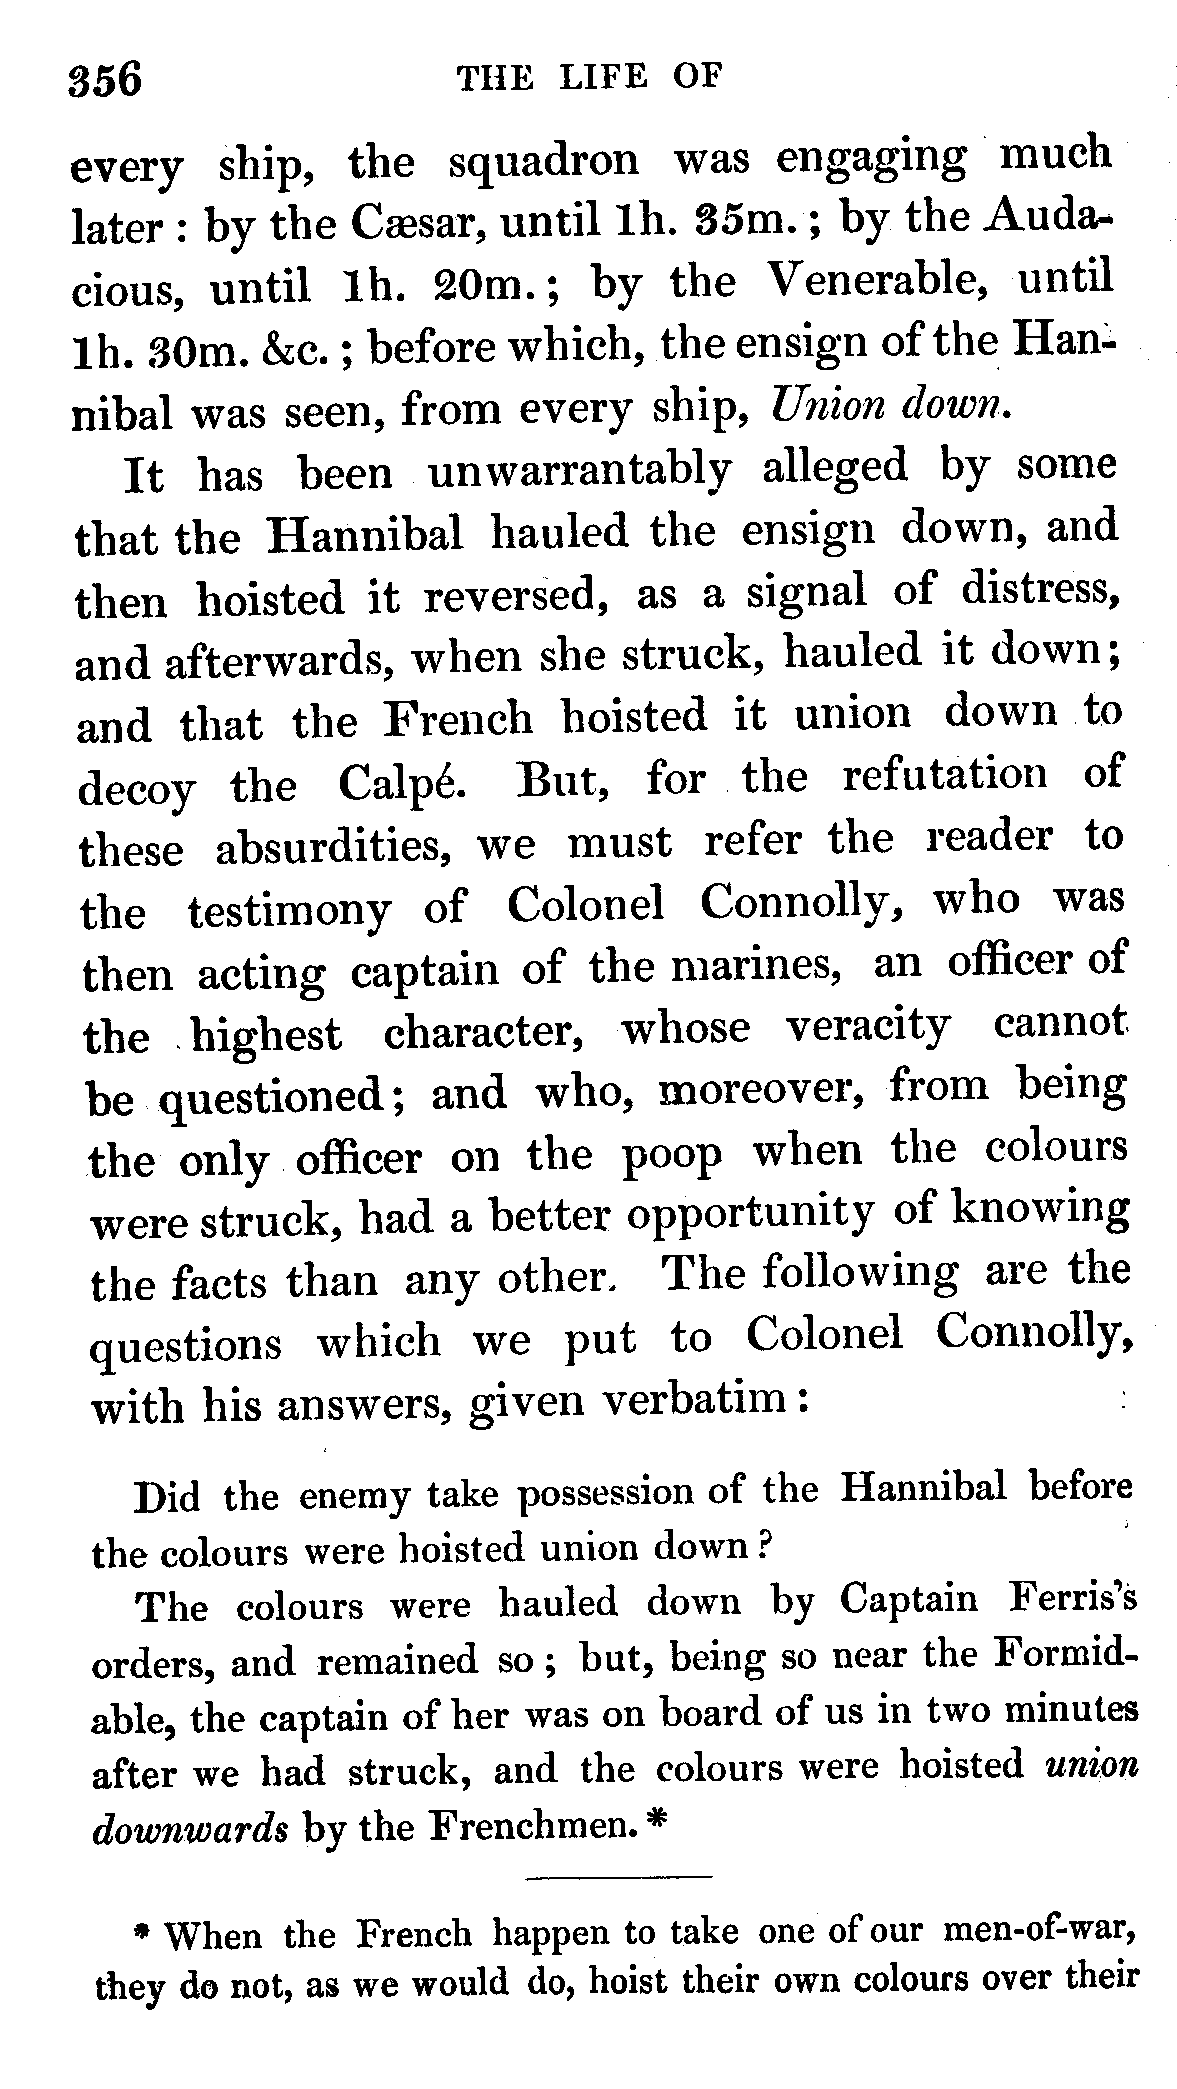 356 THE LIFE OF
every ship, the squadron was engaging much
later : by the Cæsar, until 1h. 35m. ; by the Auda-
cious, until 1h. 20m. ; by the Venerable, until
1h. 30m. &c. ; before which, the ensign of the Han-
nibal was seen, from every ship, Union down.
It has been unwarrantably alleged by some
that the Hannibal hauled the ensign down, and
then hoisted it reversed, as a signal of distress,
and afterwards, when she struck, hauled it down;
and that the French hoisted it union down to
decoy the Calpé. But, for the refutation of
these absurdities, we must refer the reader to
the testimony of Colonel Connolly, who was
then acting captain of the marines, an officer of
the highest character, whose veracity cannot
be questioned; and who, moreover, from being
the only officer on the poop when the colours
were struck, had a better opportunity of knowing
the facts than any other. The following are the
questions which we put to Colonel Connolly,
with his answers, given verbatim :
Did the enemy take possession of the Hannibal before
the colours were hoisted union down ?
The colours were hauled down by Captain Ferris's
orders, and remained so ; but, being so near the Formid-
able, the captain of her was on board of us in two minutes
after we had struck, and the colours were hoisted union
downwards by the Frenchmen. *
* When the French happen to take one of our men-of-war,
they do not, as we would do, hoist their own colours over their